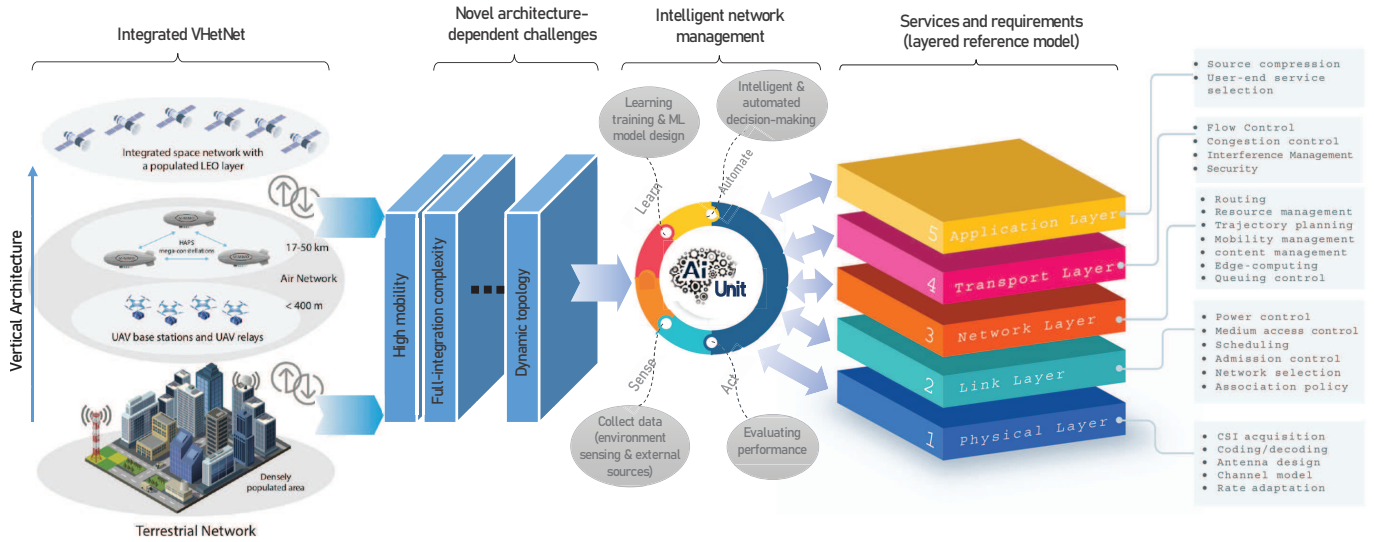 Integrated VHetNet
Novel architecture-
dependent challenges
Intelligent network
management
Services and requirements
(layered reference model)
Vertical Architecture
Integrated space network with
a populated LEO layer
HAPS
mega-constellations
17-50 km
Air Network
< 400 m
UAV base stations and UAV relays
Densely
populated area
Terrestrial Network
High mobility
Full-integration complexity
Dynamic topology
Learning
training & ML
model design
Intelligent &
automated
decision-making
Learn
Automate
Ai
Unit
Sense
Act
Collect data
(environment
sensing & external
sources)
Evaluating
performance
5 Application Layer
4 Transport Layer
3 Network Layer
2 Link Layer
1 Physical Layer
• Source compression
• User-end service
selection
• Flow Control
• Congestion control
• Interference Management
• Security
• Routing
• Resource management
• Trajectory planning
• Mobility management
• content management
• Edge-computing
• Queuing control
• Power control
• Medium access control
• Scheduling
• Admission control
• Network selection
• Association policy
• CSI acquisition
• Coding/decoding
• Antenna design
• Channel model
• Rate adaptation